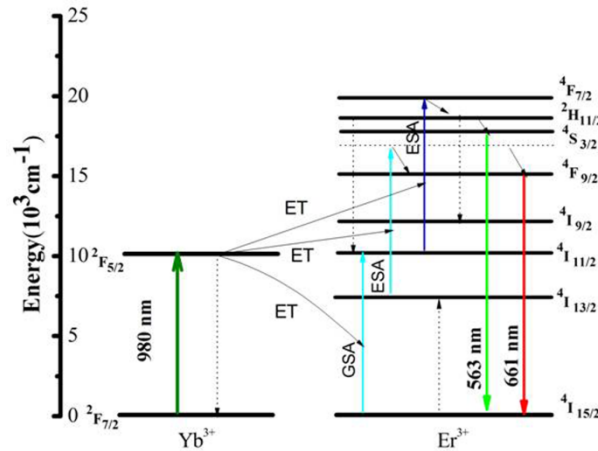 Energy(10³cm⁻¹)
25
20
15
10
5
0
²F₅/₂
²F₇/₂
980 nm
Yb³⁺
ET
ET
ET
GSA
ESA
ESA
563 nm
661 nm
⁴F₇/₂
²H₁₁/₂
⁴S₃/₂
⁴F₉/₂
⁴I₉/₂
⁴I₁₁/₂
⁴I₁₃/₂
⁴I₁₅/₂
Er³⁺